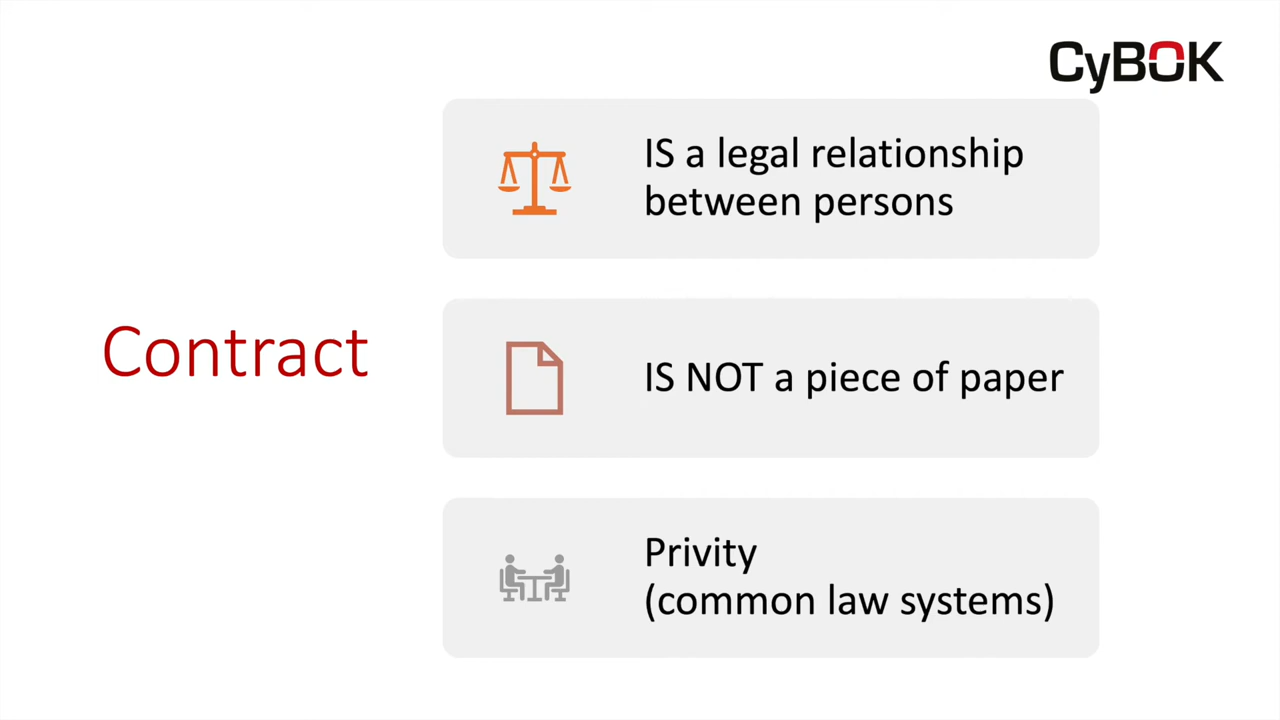 CyBOK
Contract
IS a legal relationship
between persons
IS NOT a piece of paper
Privity
(common law systems)